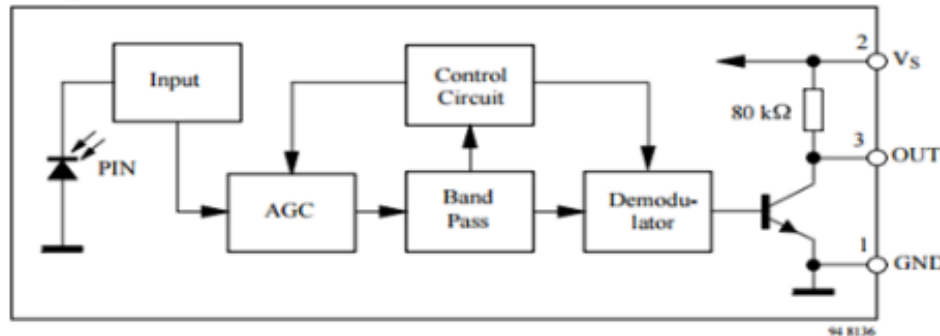 Input
PIN
AGC
Control
Circuit
Band
Pass
Demodu-
lator
80 kΩ
2
VS
3
OUT
1
GND
94 8136